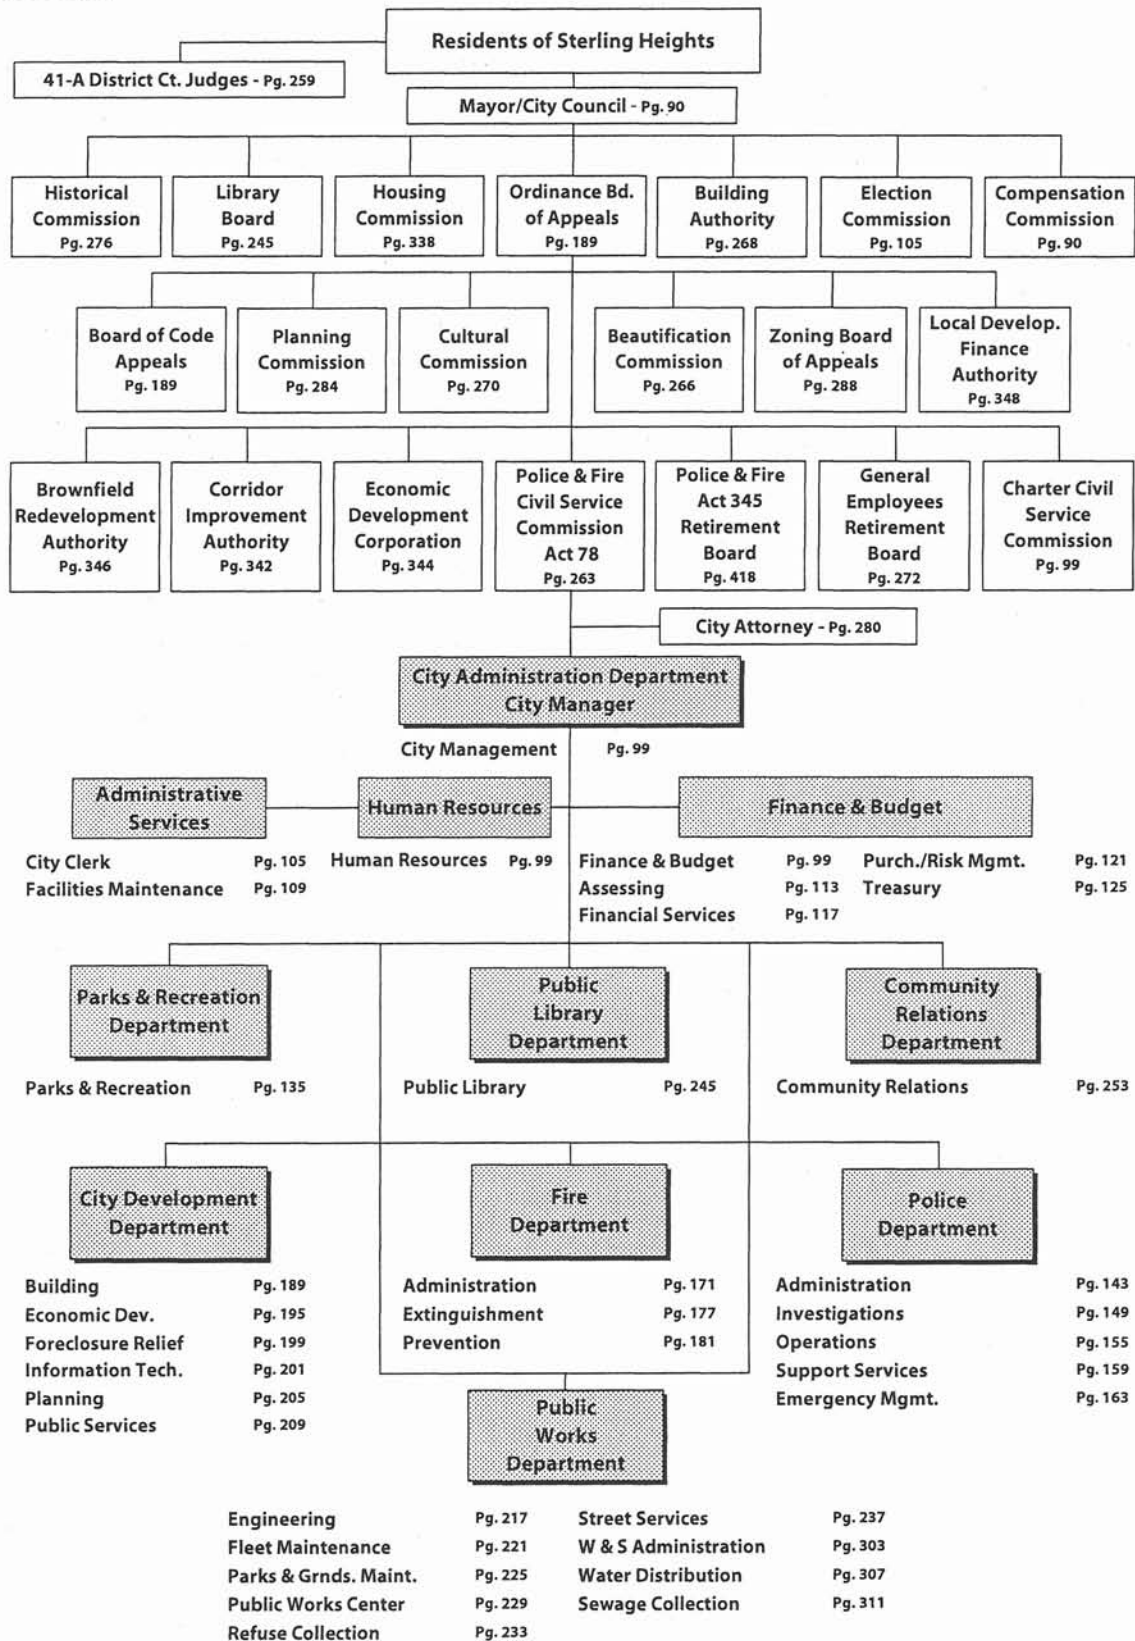 Residents of Sterling Heights
41-A District Ct. Judges - Pg. 259
Mayor/City Council - Pg. 90
Historical
Commission
Pg. 276
Library
Board
Pg. 245
Housing
Commission
Pg. 338
Ordinance Bd.
of Appeals
Pg. 189
Building
Authority
Pg. 268
Election
Commission
Pg. 105
Compensation
Commission
Pg. 90
Board of Code
Appeals
Pg. 189
Planning
Commission
Pg. 284
Cultural
Commission
Pg. 270
Beautification
Commission
Pg. 266
Zoning Board
of Appeals
Pg. 288
Local Develop.
Finance
Authority
Pg. 348
Brownfield
Redevelopment
Authority
Pg. 346
Corridor
Improvement
Authority
Pg. 342
Economic
Development
Corporation
Pg. 344
Police & Fire
Civil Service
Commission
Act 78
Pg. 263
Police & Fire
Act 345
Retirement
Board
Pg. 418
General
Employees
Retirement
Board
Pg. 272
Charter Civil
Service
Commission
Pg. 99
City Attorney - Pg. 280
City Administration Department
City Manager
City Management Pg. 99
Administrative
Services
Human Resources
Finance & Budget
City Clerk Pg. 105
Facilities Maintenance Pg. 109
Human Resources Pg. 99
Finance & Budget Pg. 99
Assessing Pg. 113
Financial Services Pg. 117
Purch./Risk Mgmt. Pg. 121
Treasury Pg. 125
Parks & Recreation
Department
Public
Library
Department
Community
Relations
Department
Parks & Recreation Pg. 135
Public Library Pg. 245
Community Relations Pg. 253
City Development
Department
Fire
Department
Police
Department
Building Pg. 189
Economic Dev. Pg. 195
Foreclosure Relief Pg. 199
Information Tech. Pg. 201
Planning Pg. 205
Public Services Pg. 209
Administration Pg. 171
Extinguishment Pg. 177
Prevention Pg. 181
Administration Pg. 143
Investigations Pg. 149
Operations Pg. 155
Support Services Pg. 159
Emergency Mgmt. Pg. 163
Public
Works
Department
Engineering Pg. 217
Fleet Maintenance Pg. 221
Parks & Grnds. Maint. Pg. 225
Public Works Center Pg. 229
Refuse Collection Pg. 233
Street Services Pg. 237
W & S Administration Pg. 303
Water Distribution Pg. 307
Sewage Collection Pg. 311